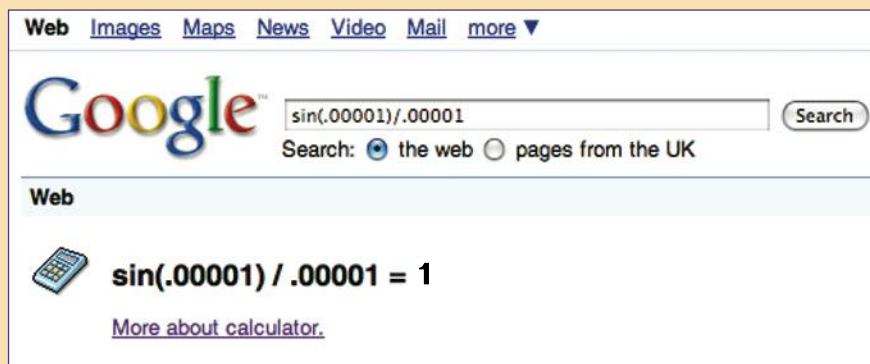 Web Images Maps News Video Mail more ▼
Google™ sin(.00001)/.00001 Search
Search: the web pages from the UK
Web
sin(.00001) / .00001 = 1
More about calculator.